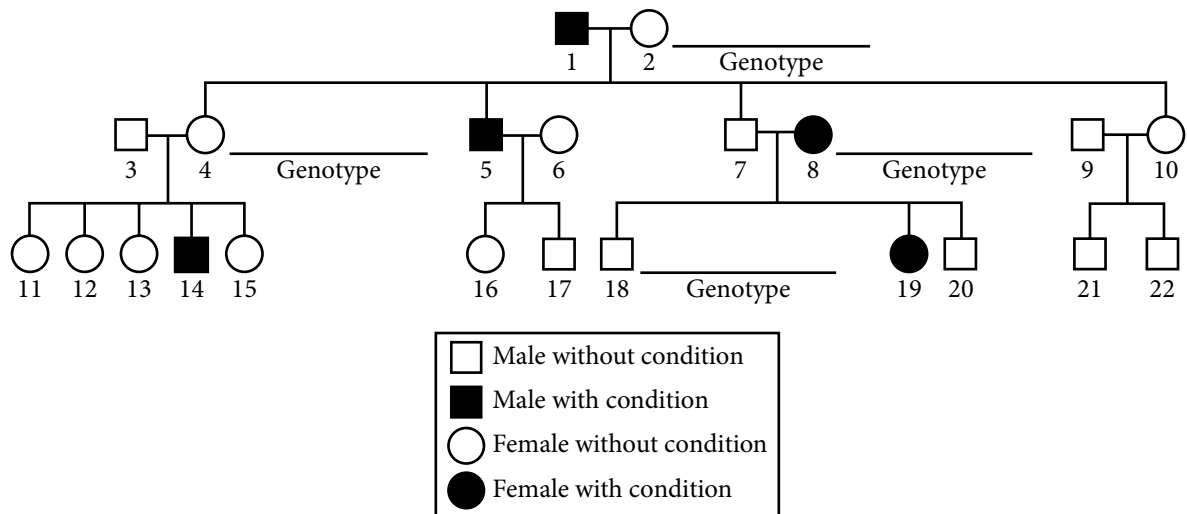 1 2 Genotype
3 4 Genotype 5 6 7 8 Genotype 9 10
11 12 13 14 15 16 17 18 Genotype 19 20 21 22
Male without condition
Male with condition
Female without condition
Female with condition